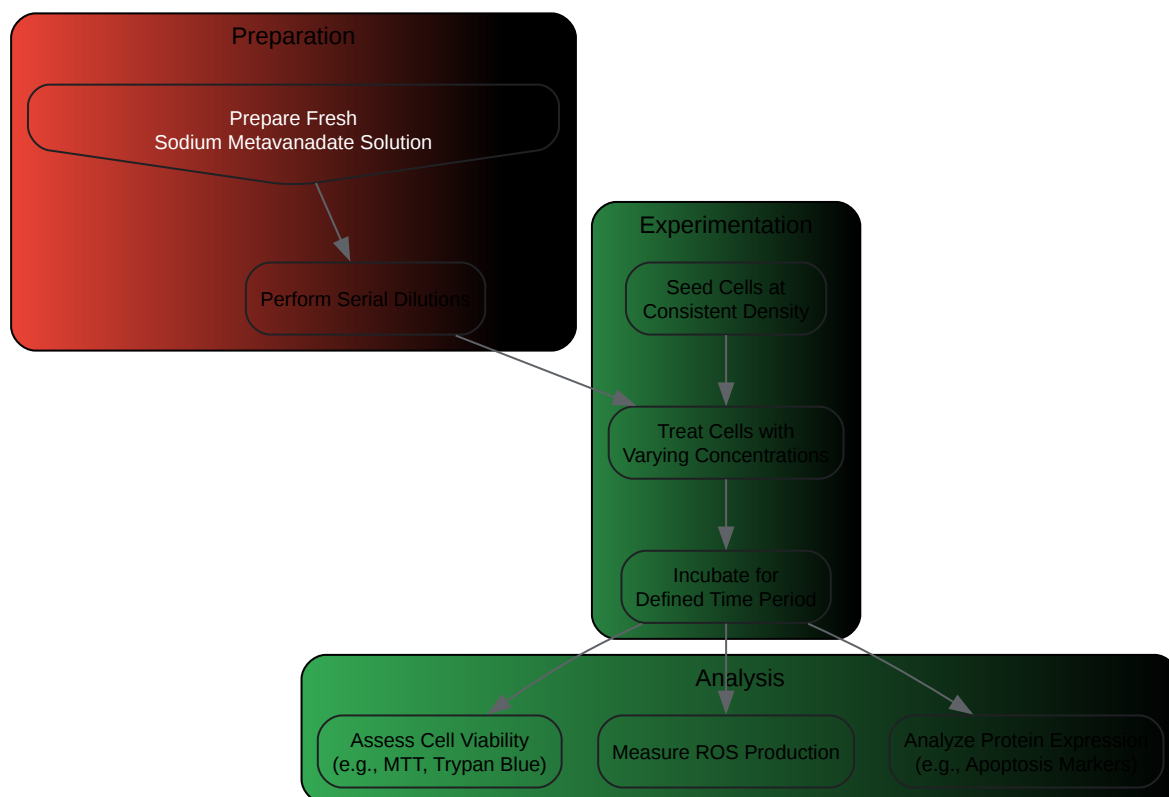 Preparation
Prepare Fresh
Sodium Metavanadate Solution
Perform Serial Dilutions
Experimentation
Seed Cells at
Consistent Density
Treat Cells with
Varying Concentrations
Incubate for
Defined Time Period
Analysis
Assess Cell Viability
(e.g., MTT, Trypan Blue)
Measure ROS Production
Analyze Protein Expression
(e.g., Apoptosis Markers)